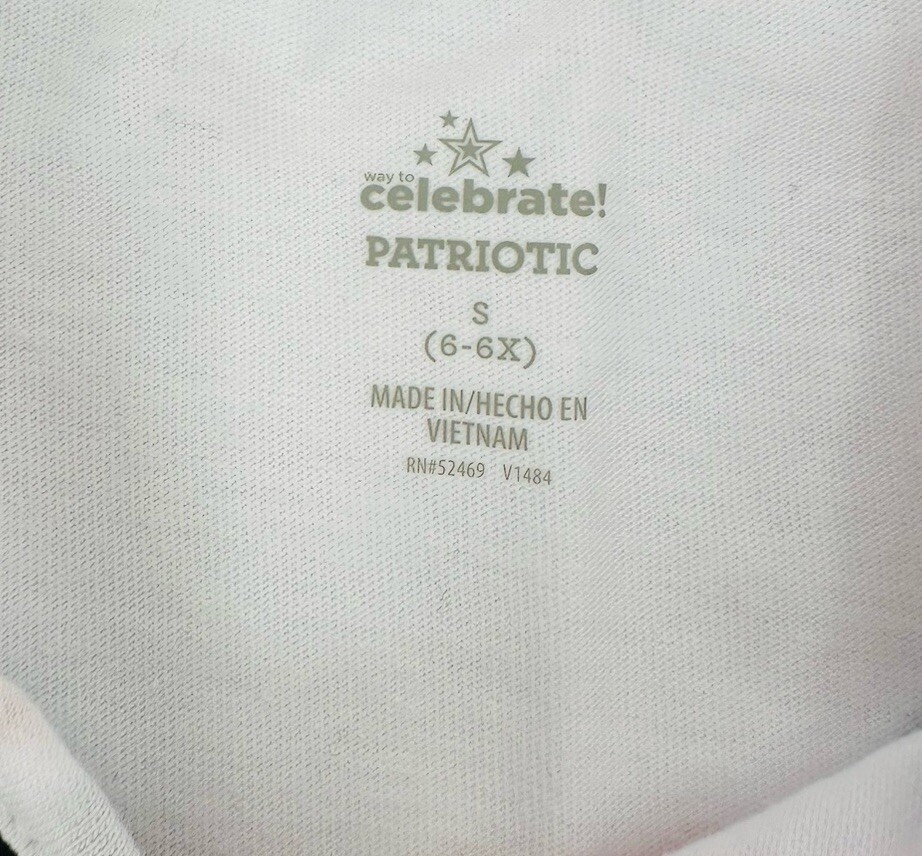 way to
celebrate!
PATRIOTIC
S
(6-6X)
MADE IN/HECHO EN
VIETNAM
RN#52469 V1484